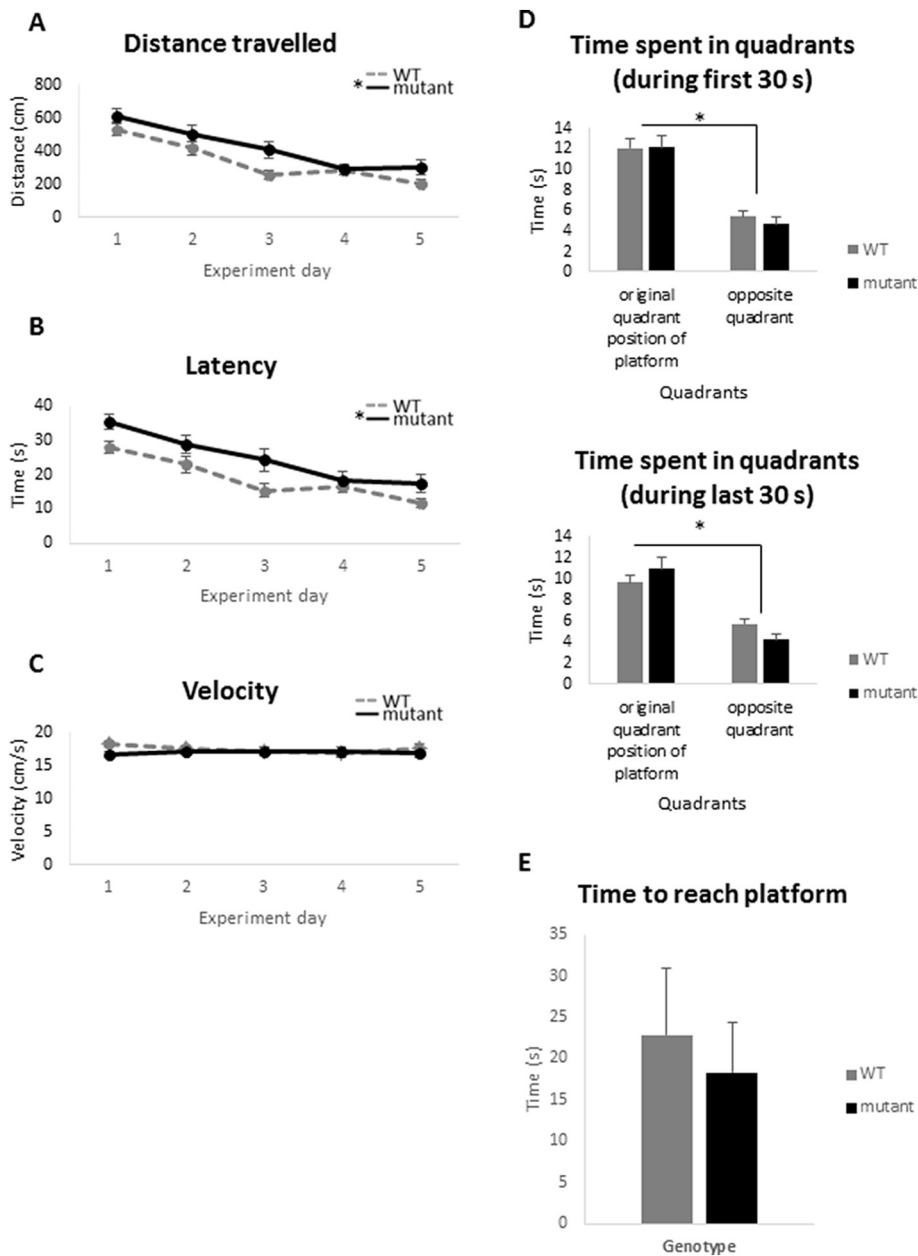 A
Distance travelled
WT
* mutant
Distance (cm)
800
600
400
200
0
1 2 3 4 5
Experiment day
B
Latency
WT
* mutant
Time (s)
40
30
20
10
0
1 2 3 4 5
Experiment day
C
Velocity
WT
mutant
Velocity (cm/s)
20
15
10
5
0
1 2 3 4 5
Experiment day
D
Time spent in quadrants
(during first 30 s)
*
Time (s)
14
12
10
8
6
4
2
0
original
quadrant
position of
platform
opposite
quadrant
Quadrants
WT
mutant
Time spent in quadrants
(during last 30 s)
*
Time (s)
14
12
10
8
6
4
2
0
original
quadrant
position of
platform
opposite
quadrant
Quadrants
WT
mutant
E
Time to reach platform
Time (s)
35
30
25
20
15
10
5
0
Genotype
WT
mutant